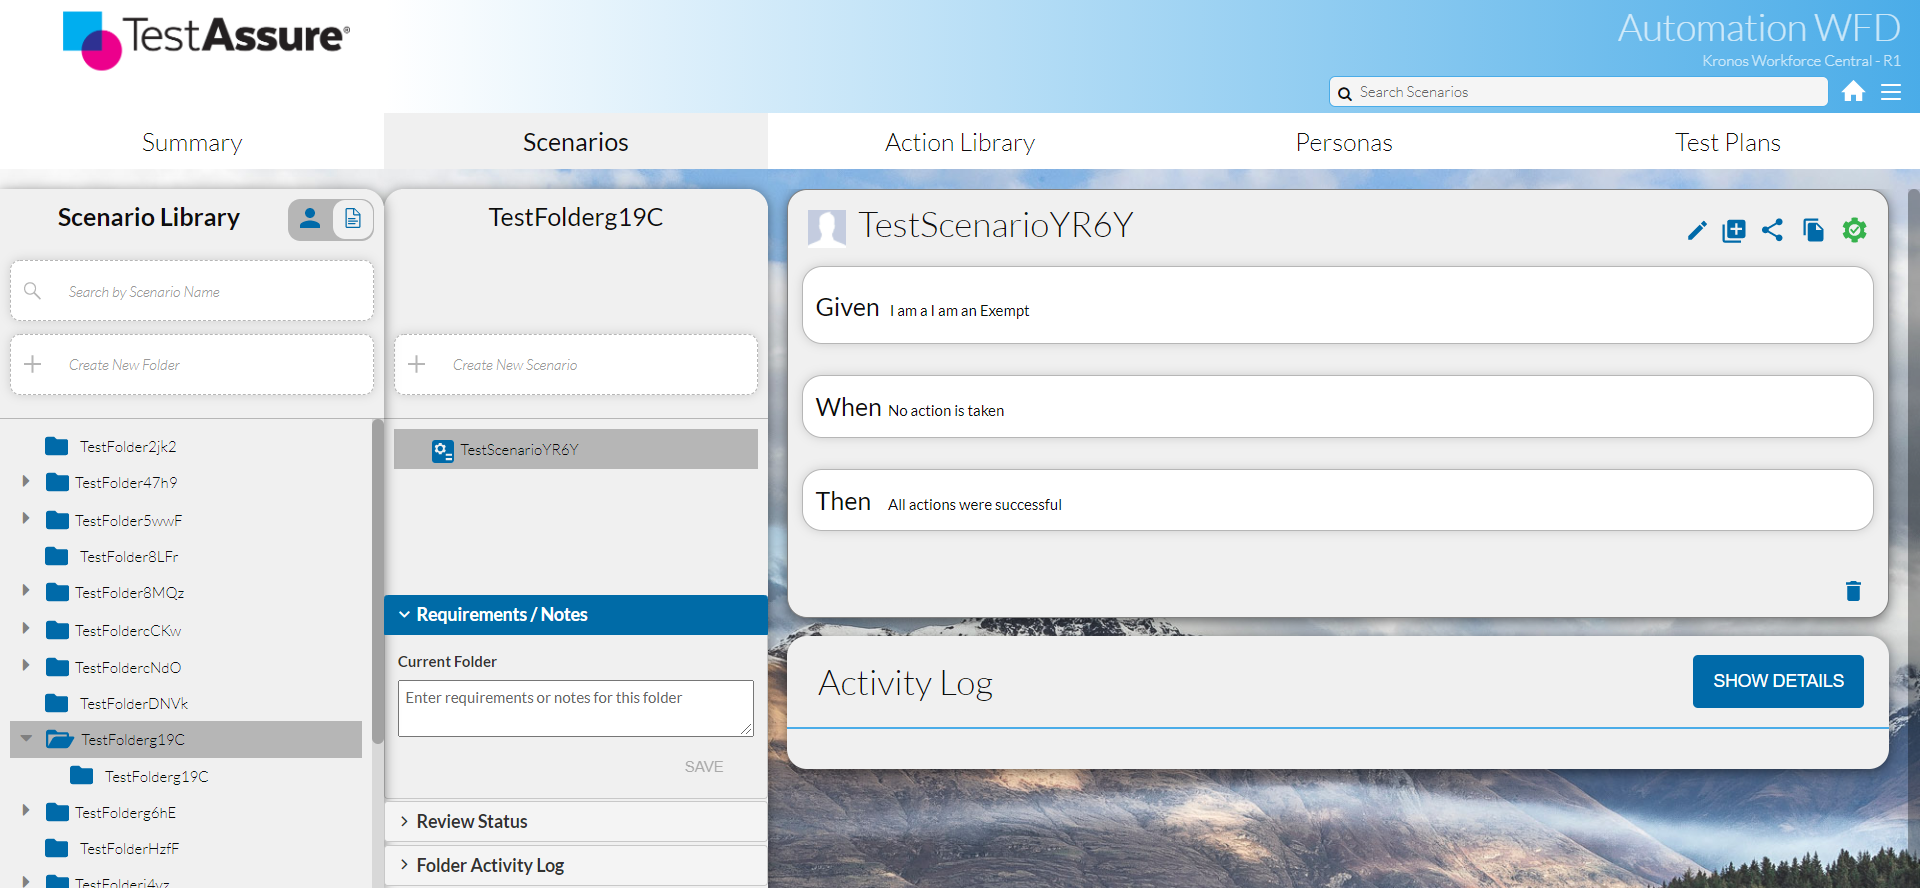 TestAssure®
Automation WFD
Kronos Workforce Central - R1
Search Scenarios
Summary
Scenarios
Action Library
Personas
Test Plans
Scenario Library
Search by Scenario Name
Create New Folder
TestFolder2jk2
TestFolder47h9
TestFolder5wwF
TestFolder8LFr
TestFolder8MQz
TestFoldercCKw
TestFoldercNdO
TestFolderDNVk
TestFolderg19C
TestFolderg19C
TestFolderg6hE
TestFolderHzfF
TestFolderg19C
Create New Scenario
TestScenarioYR6Y
Requirements / Notes
Current Folder
Enter requirements or notes for this folder
SAVE
Review Status
Folder Activity Log
TestScenarioYR6Y
Given I am a I am an Exempt
When No action is taken
Then All actions were successful
Activity Log
SHOW DETAILS